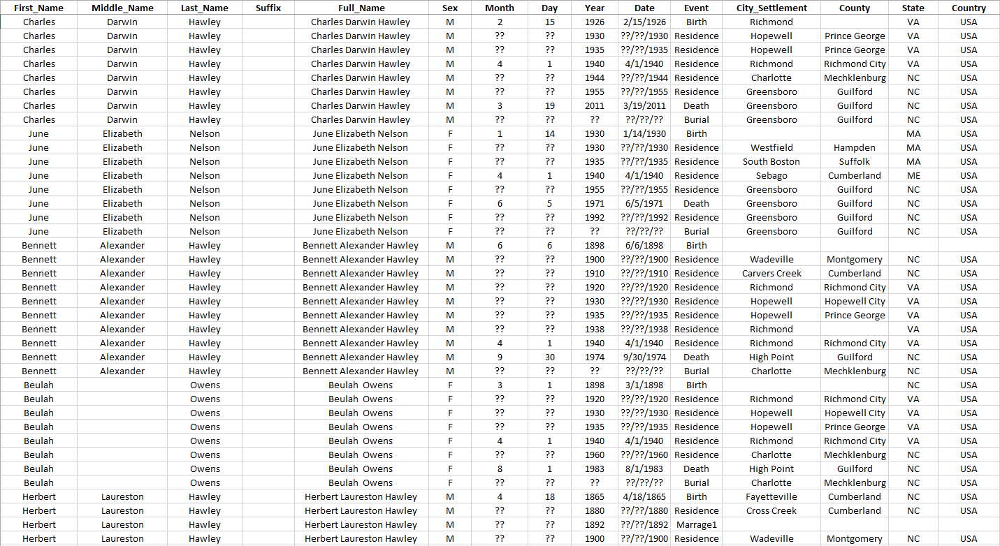 First_Name Middle_Name Last_Name Suffix Full_Name Sex Month Day Year Date Event City_Settlement County State Country
Charles Darwin Hawley Charles Darwin Hawley M 2 15 1926 2/15/1926 Birth Richmond VA USA
Charles Darwin Hawley Charles Darwin Hawley M ?? ?? 1930 ??/??/1930 Residence Hopewell Prince George VA USA
Charles Darwin Hawley Charles Darwin Hawley M ?? ?? 1935 ??/??/1935 Residence Hopewell Prince George VA USA
Charles Darwin Hawley Charles Darwin Hawley M 4 1 1940 4/1/1940 Residence Richmond Richmond City VA USA
Charles Darwin Hawley Charles Darwin Hawley M ?? ?? 1944 ??/??/1944 Residence Charlotte Mechklenburg NC USA
Charles Darwin Hawley Charles Darwin Hawley M ?? ?? 1955 ??/??/1955 Residence Greensboro Guilford NC USA
Charles Darwin Hawley Charles Darwin Hawley M 3 19 2011 3/19/2011 Death Greensboro Guilford NC USA
Charles Darwin Hawley Charles Darwin Hawley M ?? ?? ?? ??/??/?? Burial Greensboro Guilford NC USA
June Elizabeth Nelson June Elizabeth Nelson F 1 14 1930 1/14/1930 Birth MA USA
June Elizabeth Nelson June Elizabeth Nelson F ?? ?? 1930 ??/??/1930 Residence Westfield Hampden MA USA
June Elizabeth Nelson June Elizabeth Nelson F ?? ?? 1935 ??/??/1935 Residence South Boston Suffolk MA USA
June Elizabeth Nelson June Elizabeth Nelson F 4 1 1940 4/1/1940 Residence Sebago Cumberland ME USA
June Elizabeth Nelson June Elizabeth Nelson F ?? ?? 1955 ??/??/1955 Residence Greensboro Guilford NC USA
June Elizabeth Nelson June Elizabeth Nelson F 6 5 1971 6/5/1971 Death Greensboro Guilford NC USA
June Elizabeth Nelson June Elizabeth Nelson F ?? ?? 1992 ??/??/1992 Residence Greensboro Guilford NC USA
June Elizabeth Nelson June Elizabeth Nelson F ?? ?? ?? ??/??/?? Burial Greensboro Guilford NC USA
Bennett Alexander Hawley Bennett Alexander Hawley M 6 6 1898 6/6/1898 Birth
Bennett Alexander Hawley Bennett Alexander Hawley M ?? ?? 1900 ??/??/1900 Residence Wadeville Montgomery NC USA
Bennett Alexander Hawley Bennett Alexander Hawley M ?? ?? 1910 ??/??/1910 Residence Carvers Creek Cumberland NC USA
Bennett Alexander Hawley Bennett Alexander Hawley M ?? ?? 1920 ??/??/1920 Residence Richmond Richmond City VA USA
Bennett Alexander Hawley Bennett Alexander Hawley M ?? ?? 1930 ??/??/1930 Residence Hopewell Hopewell City VA USA
Bennett Alexander Hawley Bennett Alexander Hawley M ?? ?? 1935 ??/??/1935 Residence Hopewell Prince George VA USA
Bennett Alexander Hawley Bennett Alexander Hawley M ?? ?? 1938 ??/??/1938 Residence Richmond VA USA
Bennett Alexander Hawley Bennett Alexander Hawley M 4 1 1940 4/1/1940 Residence Richmond Richmond City VA USA
Bennett Alexander Hawley Bennett Alexander Hawley M 9 30 1974 9/30/1974 Death High Point Guilford NC USA
Bennett Alexander Hawley Bennett Alexander Hawley M ?? ?? ?? ??/??/?? Burial Charlotte Mechklenburg NC USA
Beulah Owens Beulah Owens F 3 1 1898 3/1/1898 Birth NC USA
Beulah Owens Beulah Owens F ?? ?? 1920 ??/??/1920 Residence Richmond Richmond City VA USA
Beulah Owens Beulah Owens F ?? ?? 1930 ??/??/1930 Residence Hopewell Hopewell City VA USA
Beulah Owens Beulah Owens F ?? ?? 1935 ??/??/1935 Residence Hopewell Prince George VA USA
Beulah Owens Beulah Owens F 4 1 1940 4/1/1940 Residence Richmond Richmond City VA USA
Beulah Owens Beulah Owens F ?? ?? 1960 ??/??/1960 Residence Charlotte Mechklenburg NC USA
Beulah Owens Beulah Owens F 8 1 1983 8/1/1983 Death High Point Guilford NC USA
Beulah Owens Beulah Owens F ?? ?? ?? ??/??/?? Burial Charlotte Mechklenburg NC USA
Herbert Laureston Hawley Herbert Laureston Hawley M 4 18 1865 4/18/1865 Birth Fayetteville Cumberland NC USA
Herbert Laureston Hawley Herbert Laureston Hawley M ?? ?? 1880 ??/??/1880 Residence Cross Creek Cumberland NC USA
Herbert Laureston Hawley Herbert Laureston Hawley M ?? ?? 1892 ??/??/1892 Marrage1
Herbert Laureston Hawley Herbert Laureston Hawley M ?? ?? 1900 ??/??/1900 Residence Wadeville Montgomery NC USA